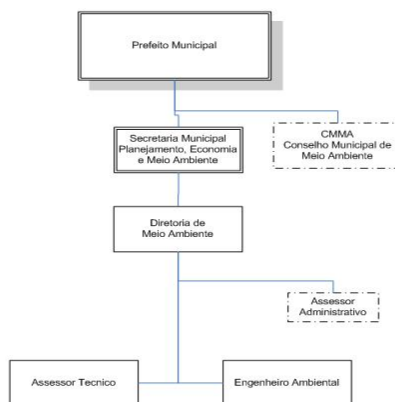 Prefeito Municipal
Secretaria Municipal
Planejamento, Economia
e Meio Ambiente
CMMA
Conselho Municipal de
Meio Ambiente
Diretoria de
Meio Ambiente
Assessor
Administrativo
Assessor Tecnico
Engenheiro Ambiental